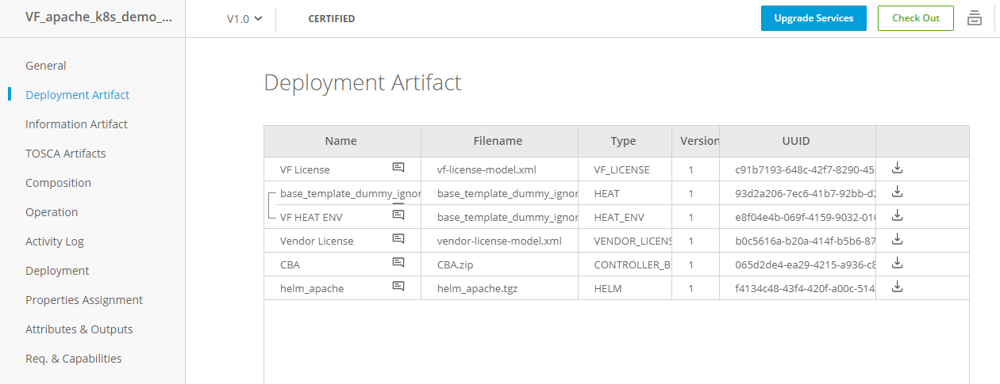 VF_apache_k8s_demo_...
V1.0
CERTIFIED
Upgrade Services
Check Out
General
Deployment Artifact
Information Artifact
TOSCA Artifacts
Composition
Operation
Activity Log
Deployment
Properties Assignment
Attributes & Outputs
Req. & Capabilities
Deployment Artifact
Name Filename Type Version UUID
VF License vf-license-model.xml VF_LICENSE 1 c91b7193-648c-42f7-8290-45
base_template_dummy_ignor base_template_dummy_ignor HEAT 1 93d2a206-7ec6-41b7-92bb-d2
VF HEAT ENV base_template_dummy_ignor HEAT_ENV 1 e8f04e4b-069f-4159-9032-010
Vendor License vendor-license-model.xml VENDOR_LICENS 1 b0c5616a-b20a-414f-b5b6-87
CBA CBA.zip CONTROLLER_B 1 065d2de4-ea29-4215-a936-c8
helm_apache helm_apache.tgz HELM 1 f4134c48-43f4-420f-a00c-514